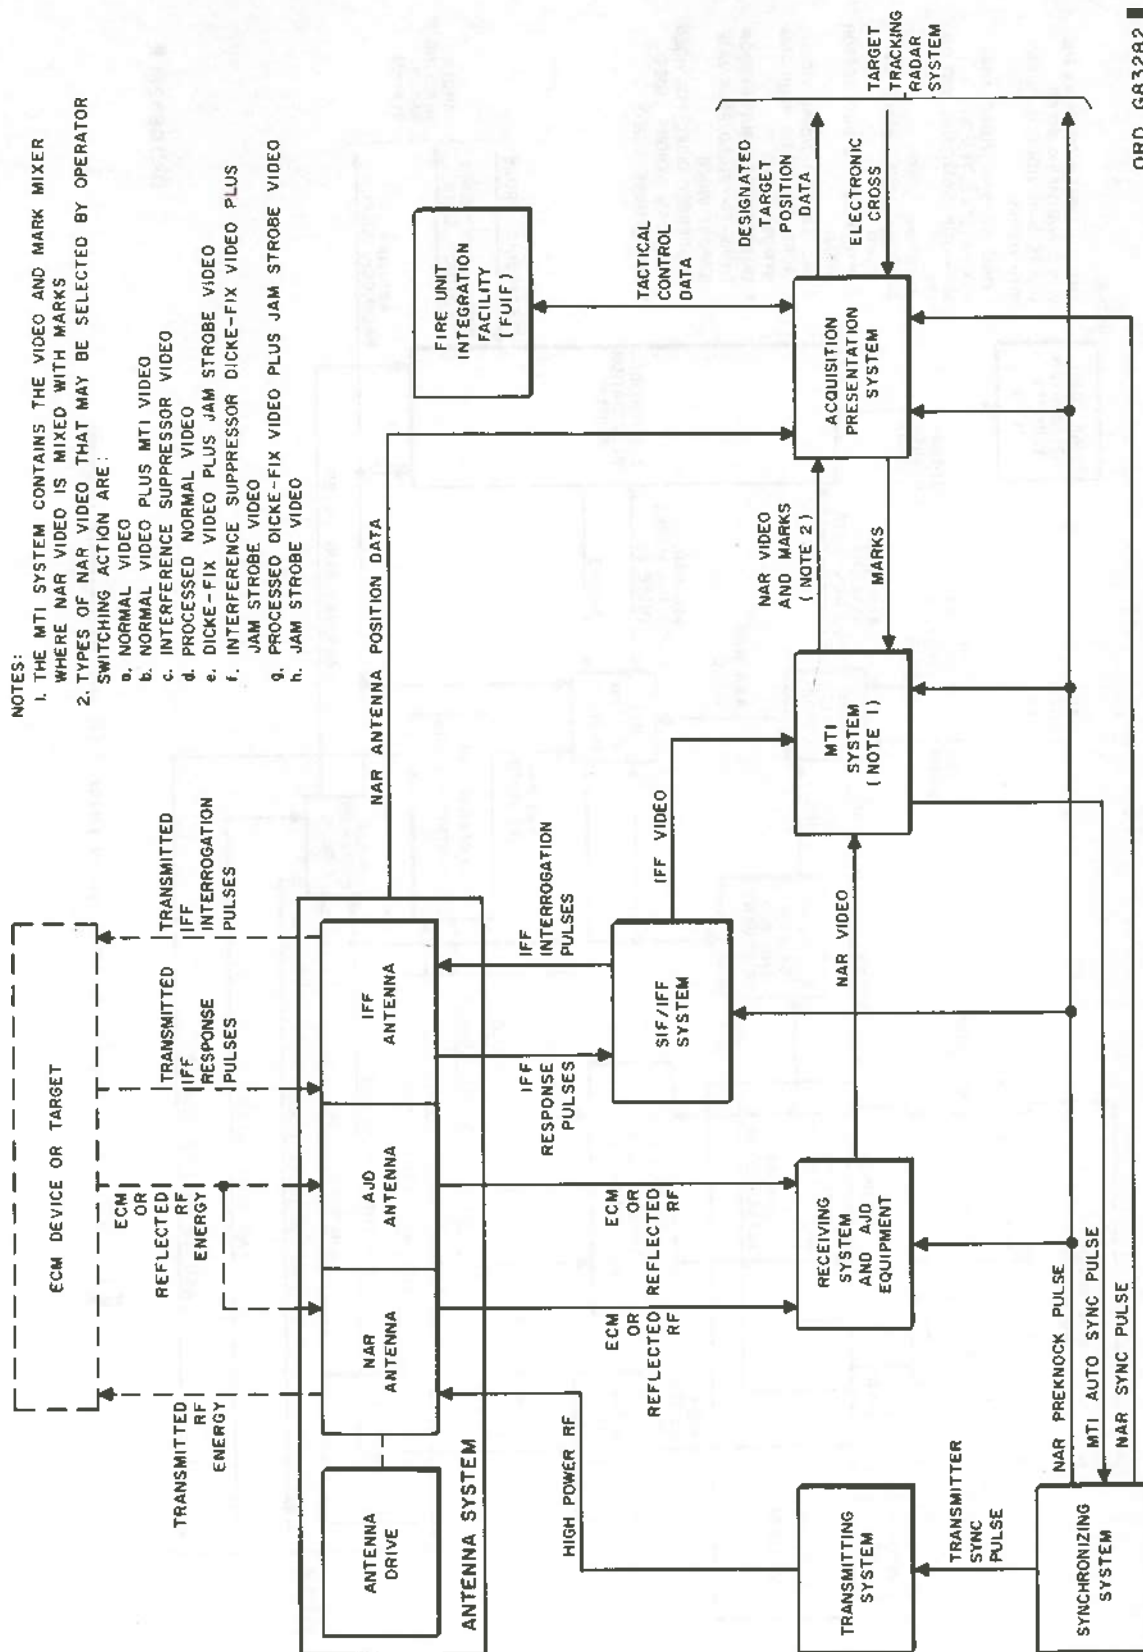 NOTES:
1. THE MTI SYSTEM CONTAINS THE VIDEO AND MARK MIXER
WHERE NAR VIDEO IS MIXED WITH MARKS
2. TYPES OF NAR VIDEO THAT MAY BE SELECTED BY OPERATOR
SWITCHING ACTION ARE:
a. NORMAL VIDEO
b. NORMAL VIDEO PLUS MTI VIDEO
c. INTERFERENCE SUPPRESSOR VIDEO
d. PROCESSED NORMAL VIDEO
e. DICKE-FIX VIDEO PLUS JAM STROBE VIDEO
f. INTERFERENCE SUPPRESSOR DICKE-FIX VIDEO PLUS
JAM STROBE VIDEO
g. PROCESSED DICKE-FIX VIDEO PLUS JAM STROBE VIDEO
h. JAM STROBE VIDEO
ECM DEVICE OR TARGET
TRANSMITTED
RF
ENERGY
ECM
OR
REFLECTED
RF
ENERGY
TRANSMITTED
IFF
RESPONSE
PULSES
TRANSMITTED
IFF
INTERROGATION
PULSES
ANTENNA
DRIVE
NAR
ANTENNA
AJD
ANTENNA
IFF
ANTENNA
ANTENNA SYSTEM
NAR ANTENNA POSITION DATA
FIRE UNIT
INTEGRATION
FACILITY
(FUIF)
HIGH POWER RF
ECM
OR
REFLECTED
RF
ECM
OR
REFLECTED
RF
IFF
RESPONSE
PULSES
IFF
INTERROGATION
PULSES
SIF/IFF
SYSTEM
IFF VIDEO
TACTICAL
CONTROL
DATA
TRANSMITTING
SYSTEM
RECEIVING
SYSTEM
AND AJD
EQUIPMENT
NAR VIDEO
MTI
SYSTEM
(NOTE 1)
NAR VIDEO
AND MARKS
(NOTE 2)
MARKS
ACQUISITION
PRESENTATION
SYSTEM
DESIGNATED
TARGET
POSITION
DATA
ELECTRONIC
CROSS
TARGET
TRACKING
RADAR
SYSTEM
TRANSMITTER
SYNC
PULSE
SYNCHRONIZING
SYSTEM
NAR PREKNOCK PULSE
MTI AUTO SYNC PULSE
NAR SYNC PULSE
ORD G83282